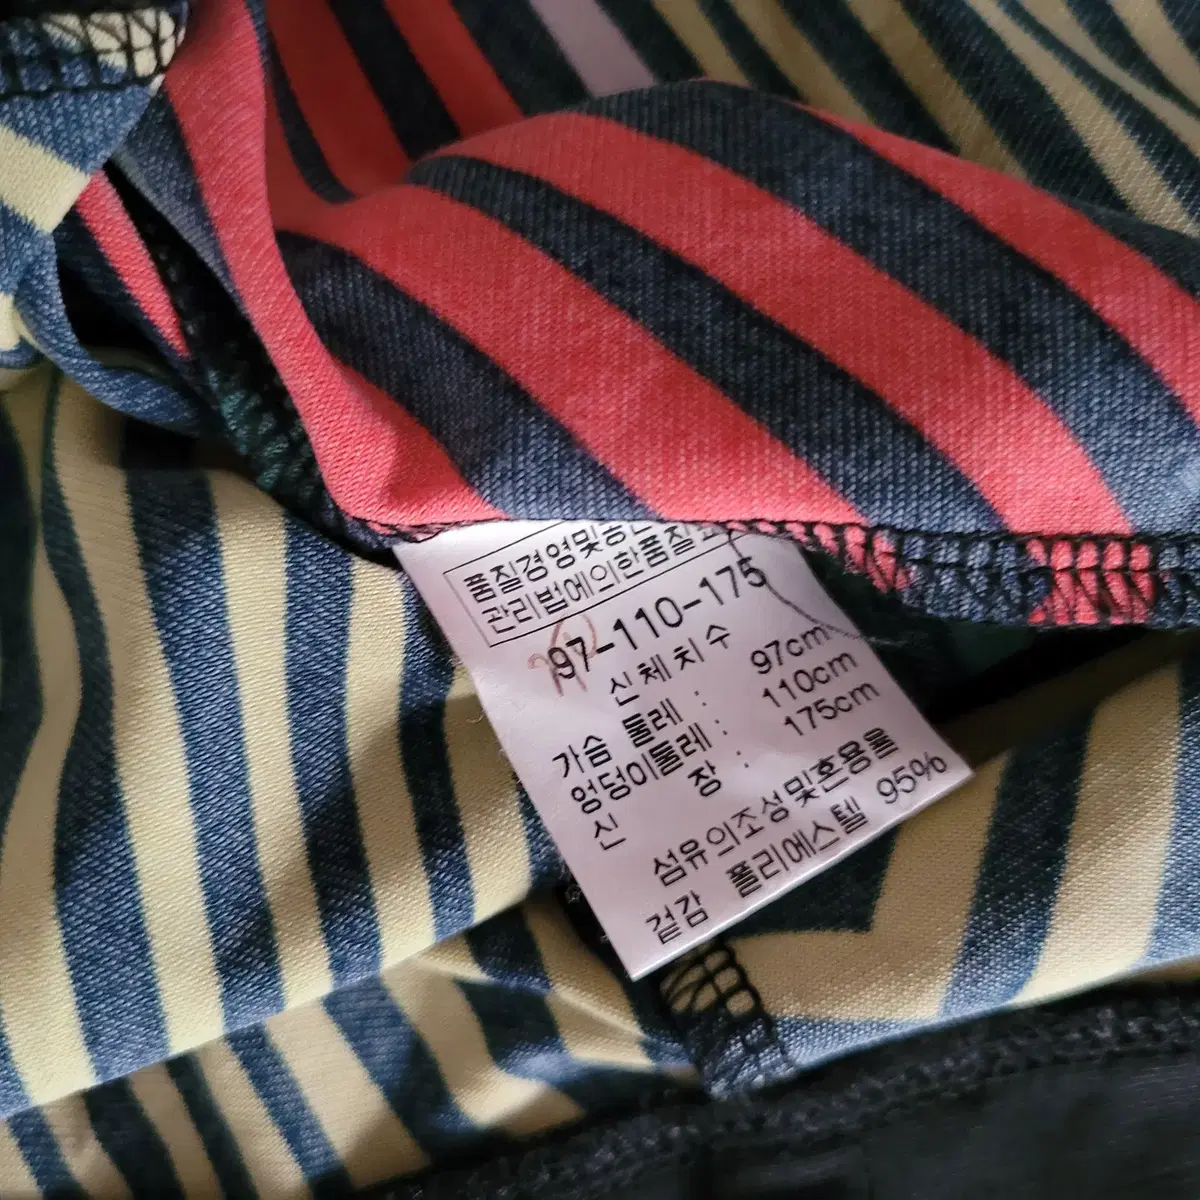 품질경영및공
관리법에의한품질표
97-110-175
신체치수
가슴 둘레 : 97cm
엉덩이둘레 : 110cm
신 장 : 175cm
섬유의조성및혼용율
겉감 폴리에스텔 95%